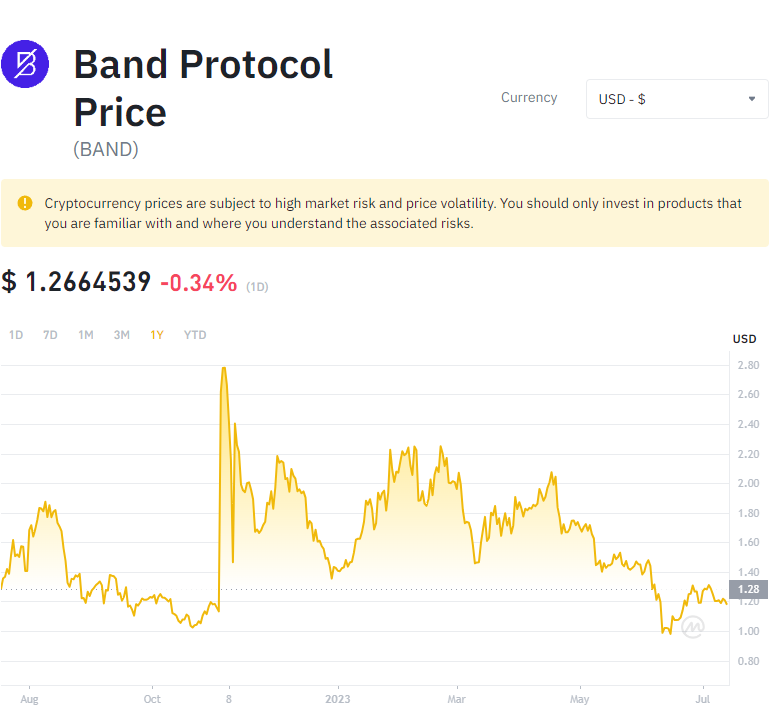 Band Protocol
Price
(BAND)
Currency
USD - $
Cryptocurrency prices are subject to high market risk and price volatility. You should only invest in products that
you are familiar with and where you understand the associated risks.
$ 1.2664539 -0.34% (1D)
1D 7D 1M 3M 1Y YTD
USD
2.80
2.60
2.40
2.20
2.00
1.80
1.60
1.40
1.28
1.20
1.00
0.80
Aug Oct 8 2023 Mar May Jul